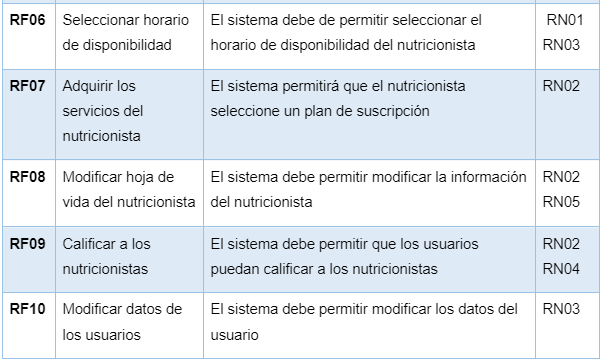 RF06 Seleccionar horario El sistema debe de permitir seleccionar el RN01
de disponibilidad horario de disponibilidad del nutricionista RN03
RF07 Adquirir los El sistema permitirá que el nutricionista RN02
servicios del seleccione un plan de suscripción
nutricionista
RF08 Modificar hoja de El sistema debe permitir modificar la información RN02
vida del nutricionista del nutricionista RN05
RF09 Calificar a los El sistema debe permitir que los usuarios RN02
nutricionistas puedan calificar a los nutricionistas RN04
RF10 Modificar datos de El sistema debe permitir modificar los datos del RN03
los usuarios usuario